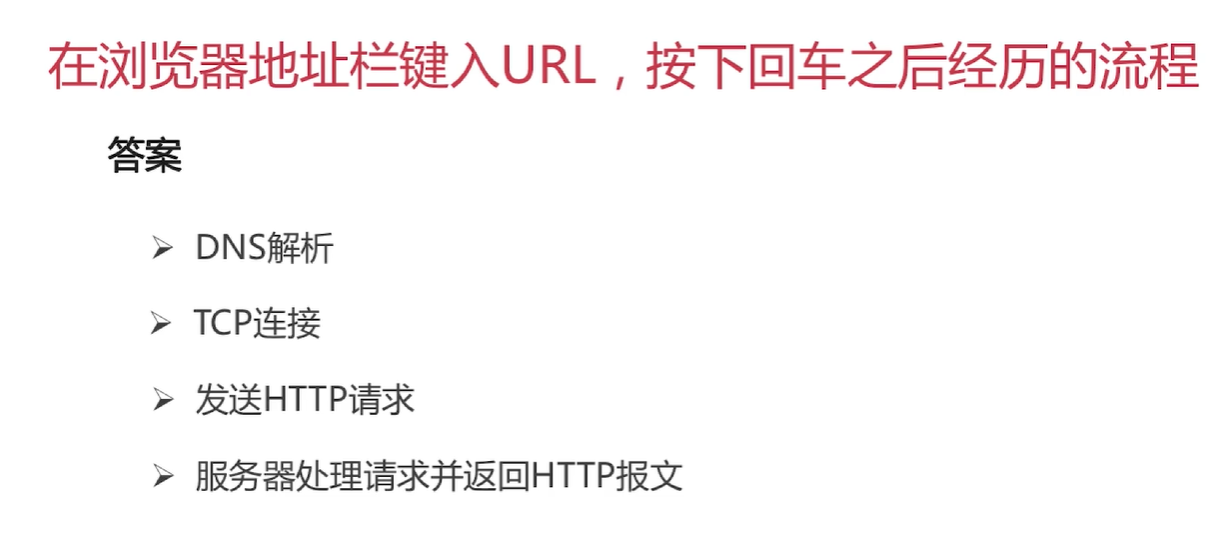 在浏览器地址栏键入URL，按下回车之后经历的流程
答案
➢ DNS解析
➢ TCP连接
➢ 发送HTTP请求
➢ 服务器处理请求并返回HTTP报文